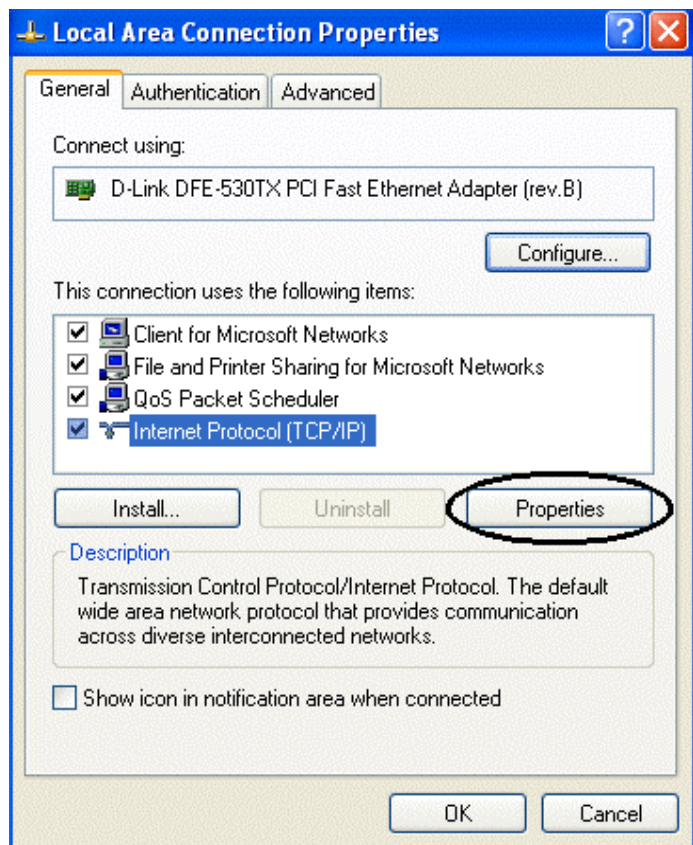 Local Area Connection Properties
General Authentication Advanced
Connect using:
D-Link DFE-530TX PCI Fast Ethernet Adapter (rev.B)
Configure...
This connection uses the following items:
Client for Microsoft Networks
File and Printer Sharing for Microsoft Networks
QoS Packet Scheduler
Internet Protocol (TCP/IP)
Install... Uninstall Properties
Description
Transmission Control Protocol/Internet Protocol. The default
wide area network protocol that provides communication
across diverse interconnected networks.
Show icon in notification area when connected
OK Cancel